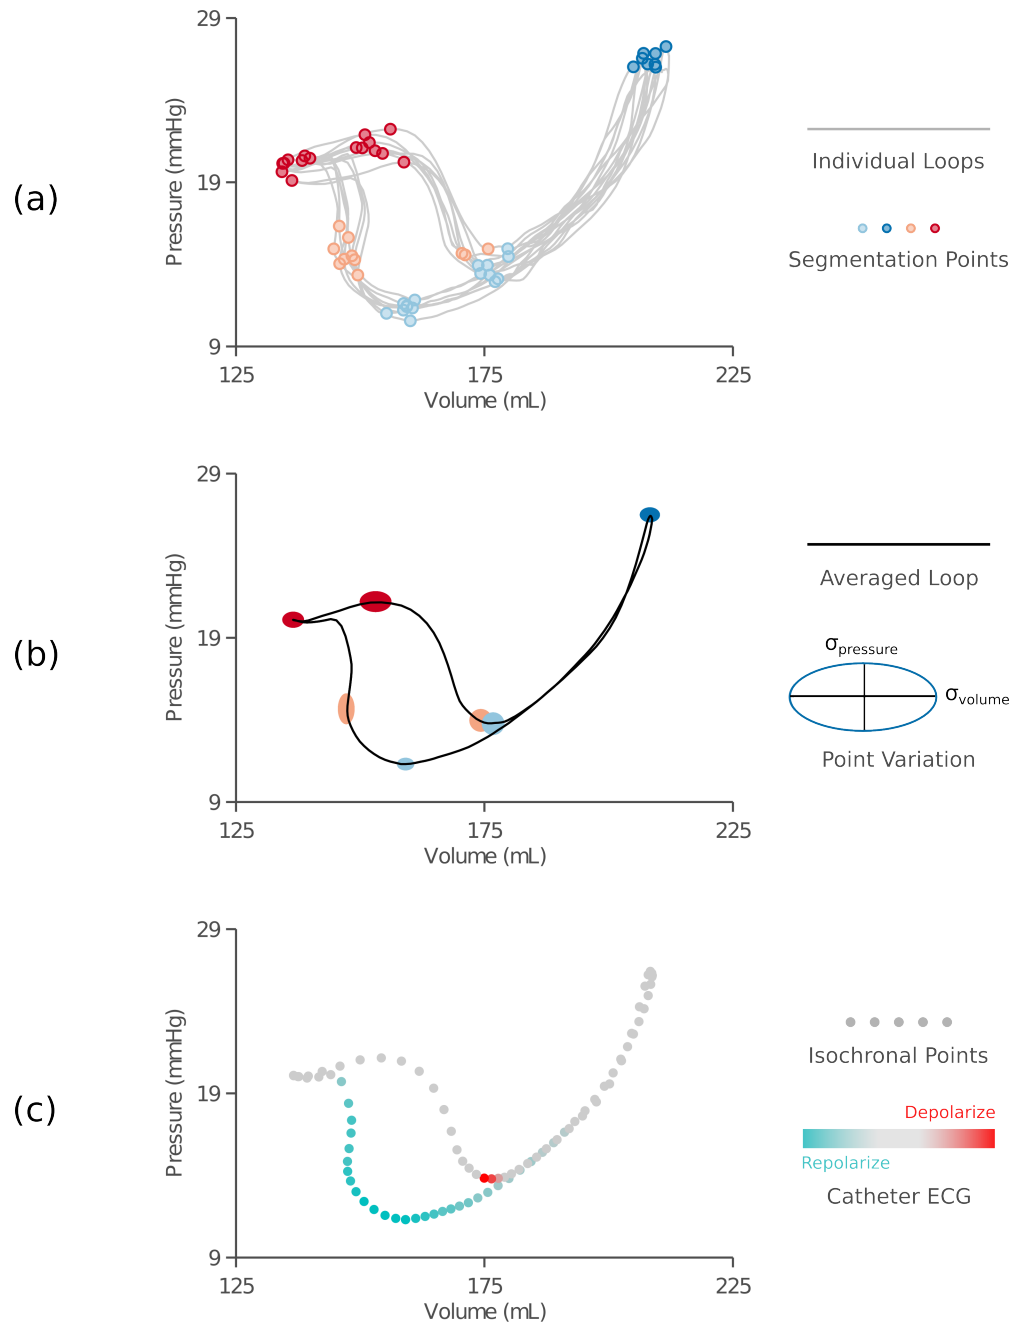 (a)
29
19
9
Pressure (mmHg)
125
175
225
Volume (mL)
Individual Loops
Segmentation Points
(b)
29
19
9
Pressure (mmHg)
125
175
225
Volume (mL)
Averaged Loop
σpressure
σvolume
Point Variation
(c)
29
19
9
Pressure (mmHg)
125
175
225
Volume (mL)
Isochronal Points
Depolarize
Repolarize
Catheter ECG